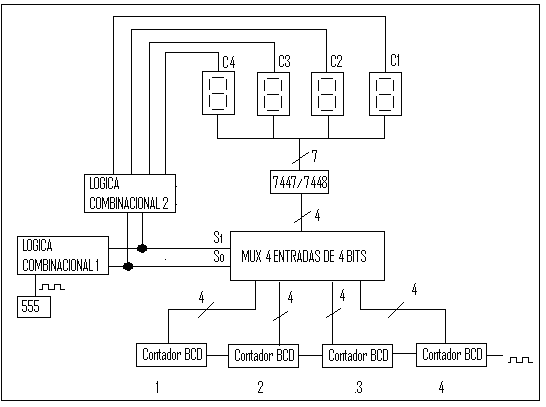 C4 C3 C2 C1
7
7447/7448
LOGICA
COMBINACIONAL 2
4
S1
LOGICA
COMBINACIONAL 1
S0
MUX 4 ENTRADAS DE 4 BITS
555
4 4 4 4
Contador BCD Contador BCD Contador BCD Contador BCD
1 2 .3 4